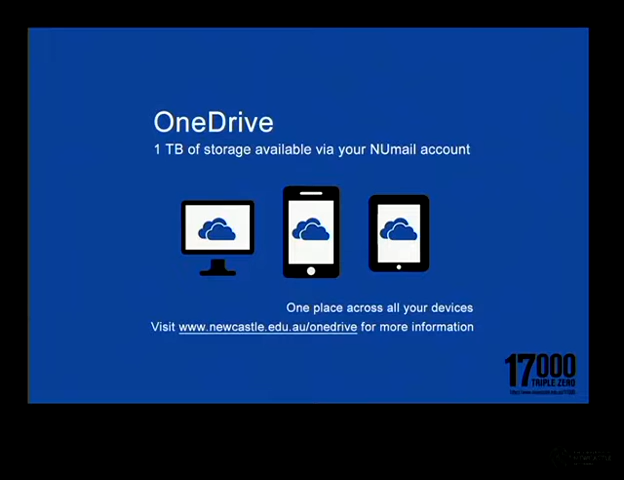 OneDrive
1 TB of storage available via your NUmail account
One place across all your devices
Visit www.newcastle.edu.au/onedrive for more information
17000
TRIPLE ZERO